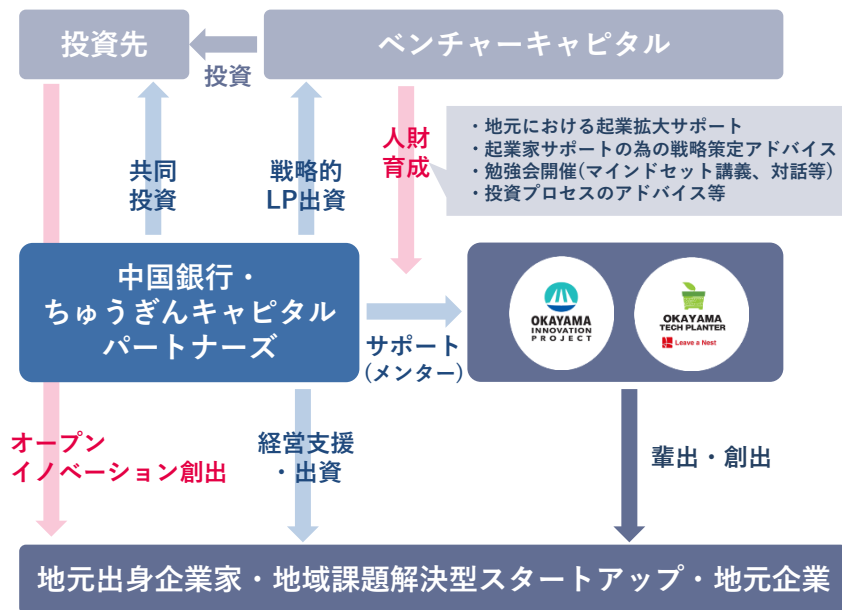 投資先
ベンチャーキャピタル
投資
共同
投資
戦略的
LP出資
人財
育成
・地元における起業拡大サポート
・起業家サポートの為の戦略策定アドバイス
・勉強会開催(マインドセット講義、対話等)
・投資プロセスのアドバイス等
中国銀行・
ちゅうぎんキャピタル
パートナーズ
サポート
(メンター)
OKAYAMA
INNOVATION
PROJECT
OKAYAMA
TECH PLANTER
Leave a Nest
オープン
イノベーション創出
経営支援
・出資
輩出・創出
地元出身企業家・地域課題解決型スタートアップ・地元企業